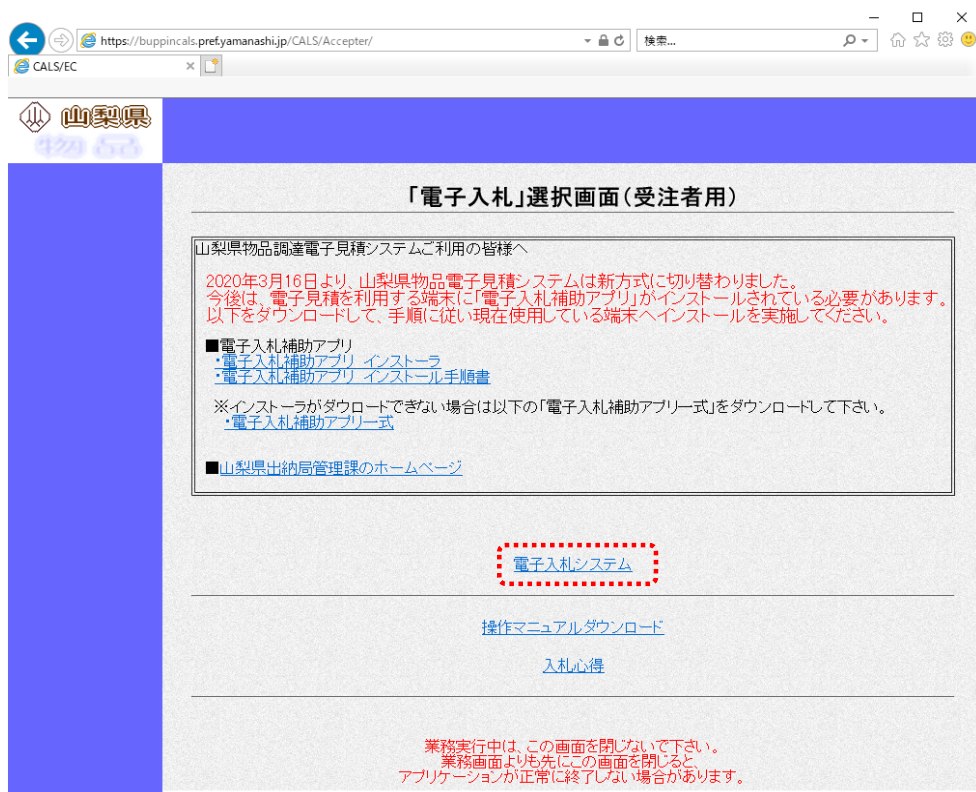 https://buppincals.pref.yamanashi.jp/CALS/Accepter/
検索...
CALS/EC
山梨県
物品
「電子入札」選択画面(受注者用)
山梨県物品調達電子見積システムご利用の皆様へ
2020年3月16日より、山梨県物品電子見積システムは新方式に切り替わりました。
今後は、電子見積を利用する端末に「電子入札補助アプリ」がインストールされている必要があります。
以下をダウンロードして、手順に従い現在使用している端末へインストールを実施してください。
■電子入札補助アプリ
・電子入札補助アプリ インストーラ
・電子入札補助アプリ インストール手順書
※インストーラがダウロードできない場合は以下の「電子入札補助アプリ一式」をダウンロードして下さい。
・電子入札補助アプリ一式
■山梨県出納局管理課のホームページ
電子入札システム
操作マニュアルダウンロード
入札心得
業務実行中は、この画面を閉じないで下さい。
業務画面よりも先にこの画面を閉じると、
アプリケーションが正常に終了しない場合があります。